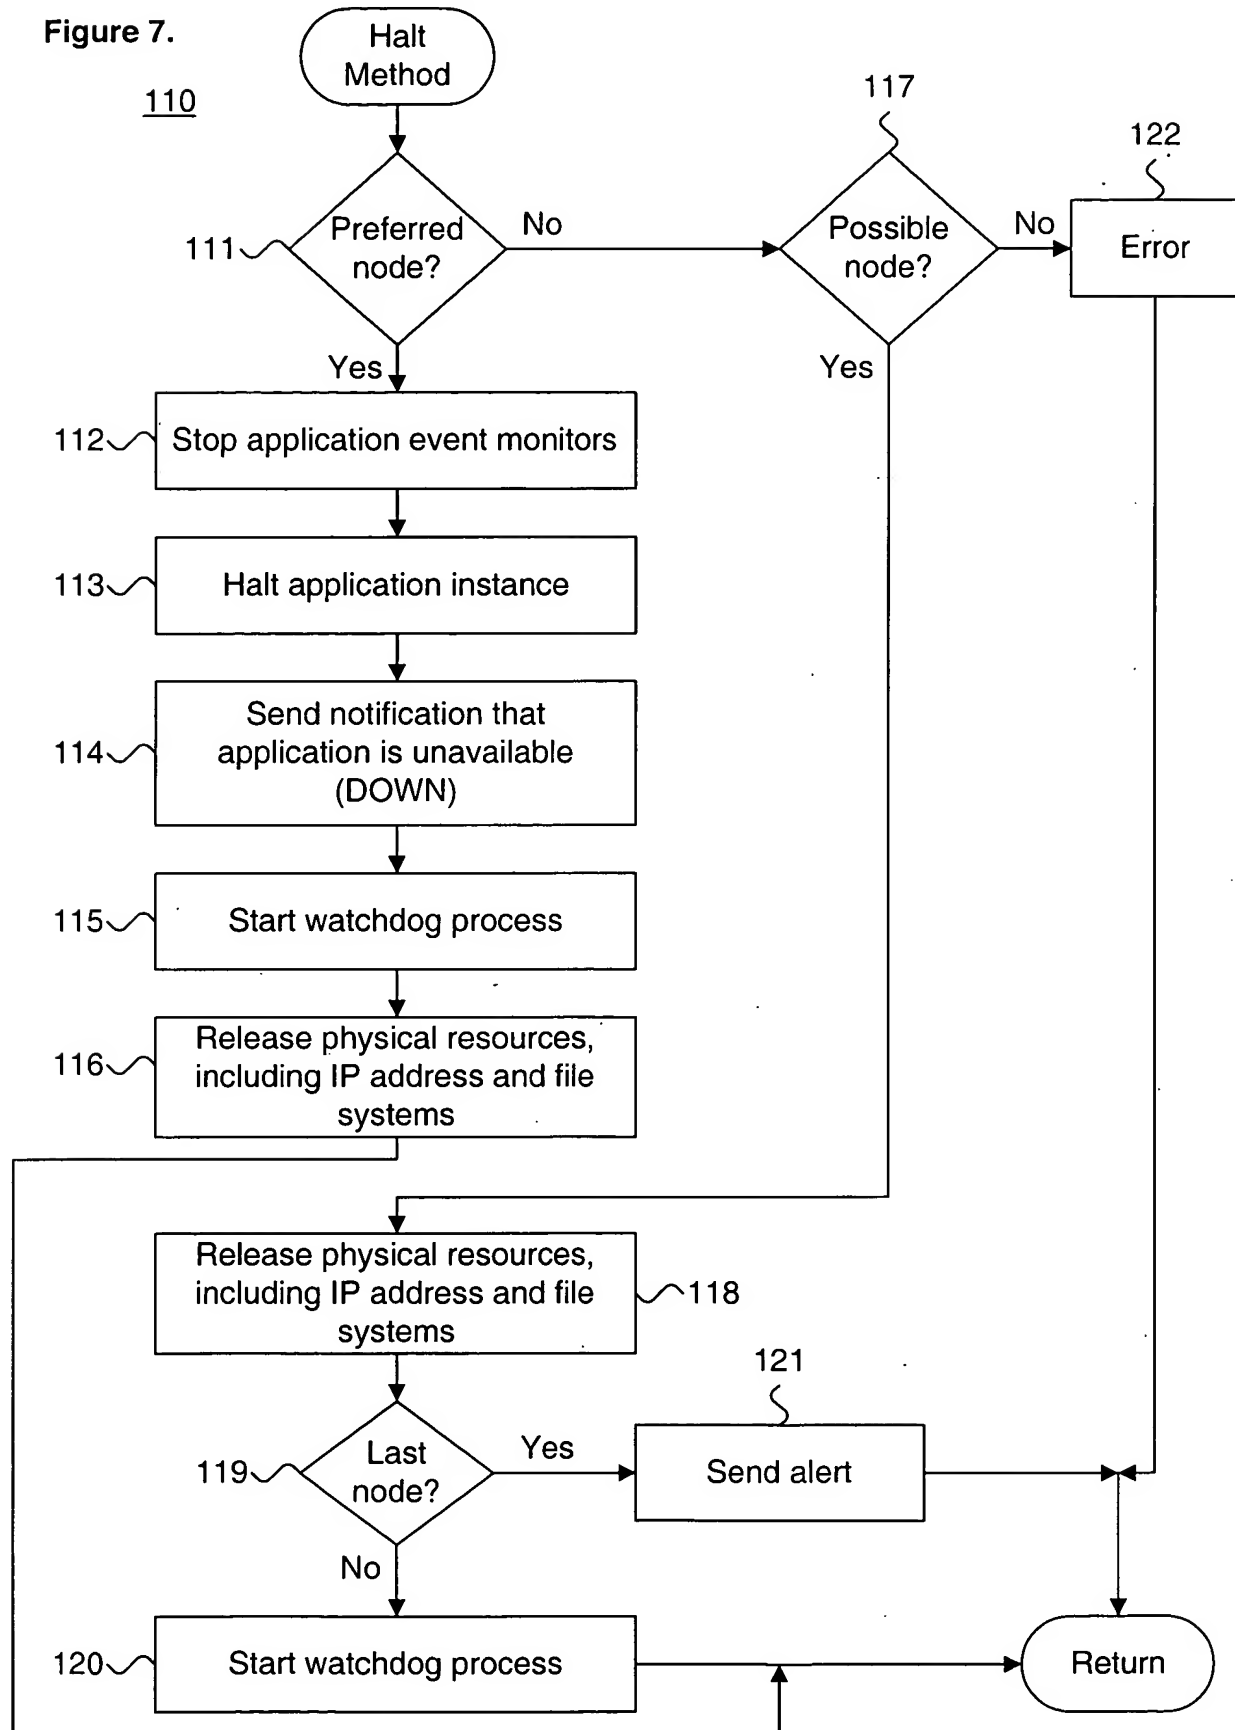 Figure 7.
Halt
Method
110
117
122
111
Preferred
node?
No
Possible
node?
No
Error
Yes
Yes
112
Stop application event monitors
113
Halt application instance
114
Send notification that
application is unavailable
(DOWN)
115
Start watchdog process
116
Release physical resources,
including IP address and file
systems
Release physical resources,
including IP address and file
systems
118
121
119
Last
node?
Yes
Send alert
No
120
Start watchdog process
Return